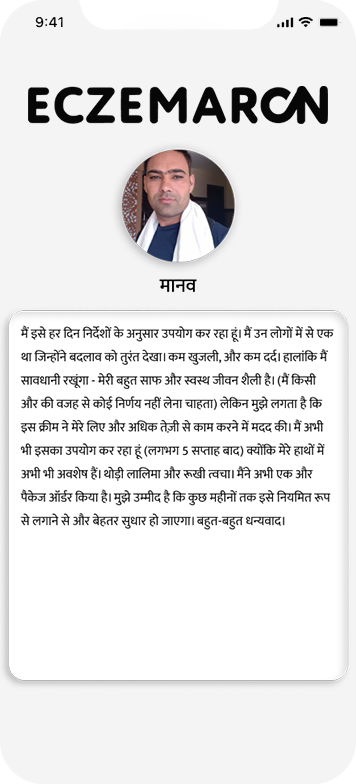 9:41
ECZEMARON
मानव
मैं इसे हर दिन निर्देशों के अनुसार उपयोग कर रहा हूं। मैं उन लोगों में से एक
था जिन्होंने बदलाव को तुरंत देखा। कम खुजली, और कम दर्द। हालांकि मैं
सावधानी रखूंगा - मेरी बहुत साफ और स्वस्थ जीवन शैली है। (मैं किसी
और की वजह से कोई निर्णय नहीं लेना चाहता) लेकिन मुझे लगता है कि
इस क्रीम ने मेरे लिए और अधिक तेज़ी से काम करने में मदद की। मैं अभी
भी इसका उपयोग कर रहा हूं (लगभग 5 सप्ताह बाद) क्योंकि मेरे हाथों में
अभी भी अवशेष हैं। थोड़ी लालिमा और रूखी त्वचा। मैंने अभी एक और
पैकेज ऑर्डर किया है। मुझे उम्मीद है कि कुछ महीनों तक इसे नियमित रूप
से लगाने से और बेहतर सुधार हो जाएगा। बहुत-बहुत धन्यवाद।